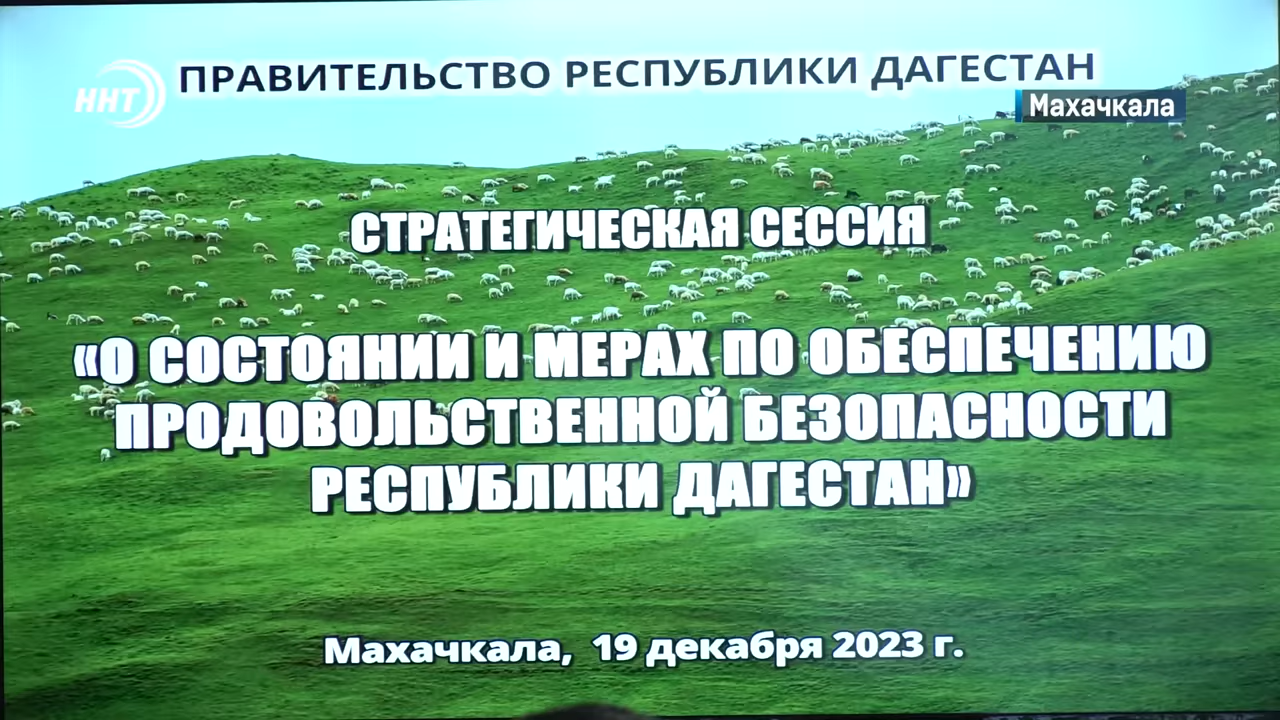 ПРАВИТЕЛЬСТВО РЕСПУБЛИКИ ДАГЕСТАН
ННТ
Махачкала
СТРАТЕГИЧЕСКАЯ СЕССИЯ
«О СОСТОЯНИИ И МЕРАХ ПО ОБЕСПЕЧЕНИЮ
ПРОДОВОЛЬСТВЕННОЙ БЕЗОПАСНОСТИ
РЕСПУБЛИКИ ДАГЕСТАН»
Махачкала, 19 декабря 2023 г.